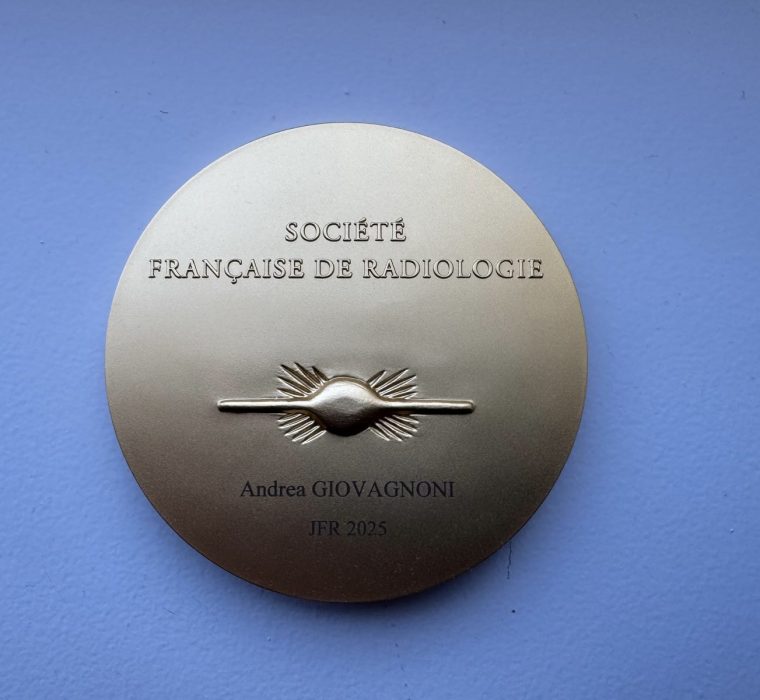 SOCIÉTÉ
FRANÇAISE DE RADIOLOGIE
Andrea GIOVAGNONI
JFR 2025